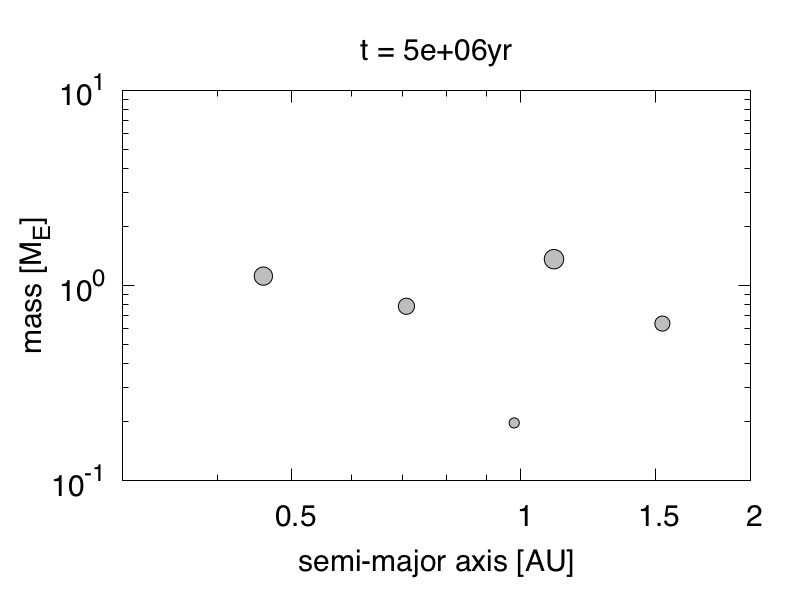 t = 5e+06yr
10^1
10^0
10^-1
mass [M_E]
0.5 1 1.5 2
semi-major axis [AU]